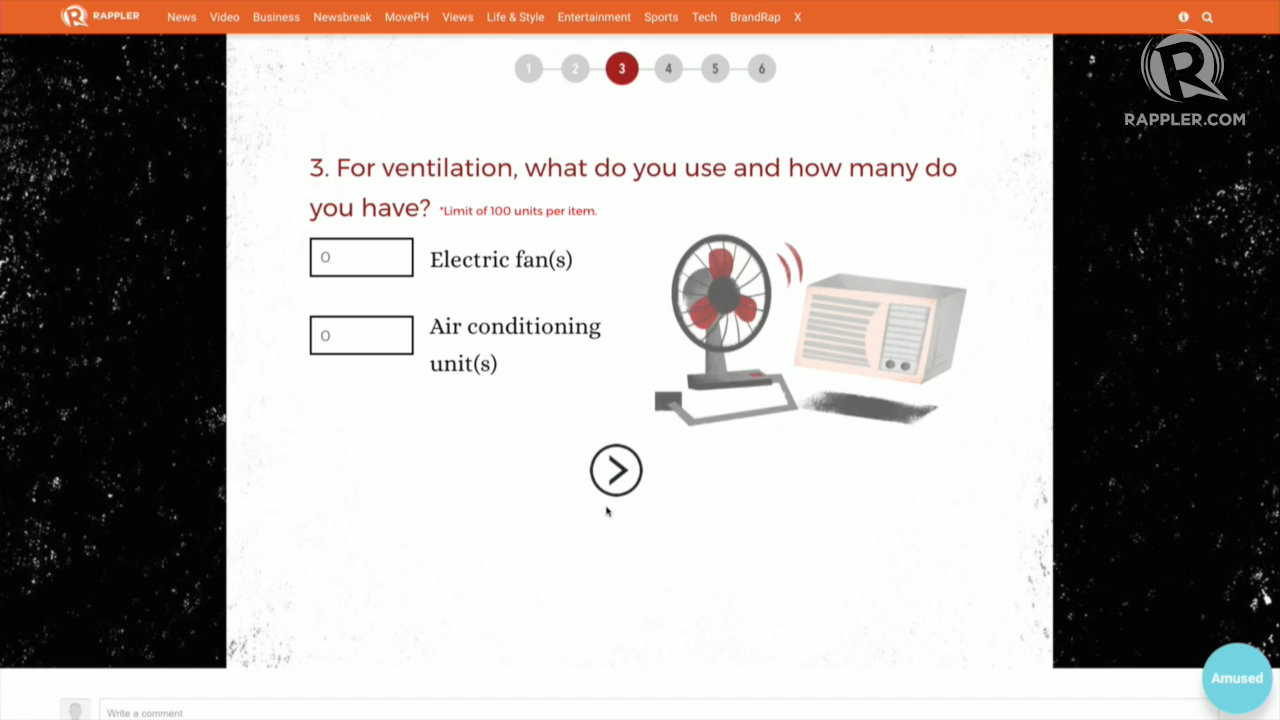 RAPPLER News Video Business Newsbreak MovePH Views Life & Style Entertainment Sports Tech BrandRap X
1 2 3 4 5 6
RAPPLER.COM
3. For ventilation, what do you use and how many do
you have? *Limit of 100 units per item.
0 Electric fan(s)
0 Air conditioning
unit(s)
Amused
Write a comment